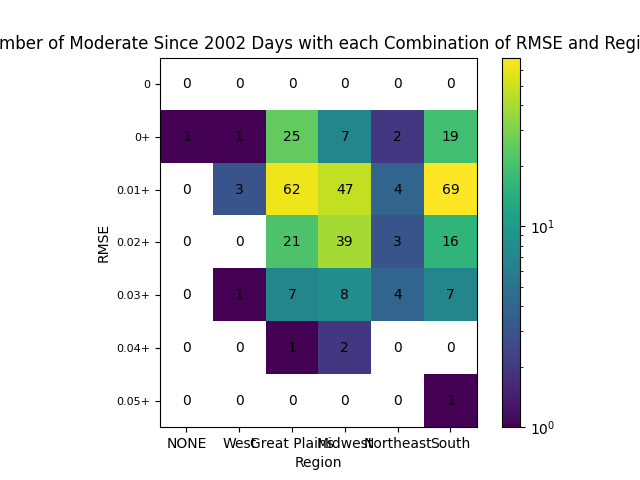 mber of Moderate Since 2002 Days with each Combination of RMSE and Regi
0 0 0 0 0 0 0
0+ 1 1 25 7 2 19
0.01+ 0 3 62 47 4 69
0.02+ 0 0 21 39 3 16
0.03+ 0 1 7 8 4 7
0.04+ 0 0 1 2 0 0
0.05+ 0 0 0 0 0 1
RMSE
NONE West Great Plains Midwest Northeast South
Region
10¹
10⁰